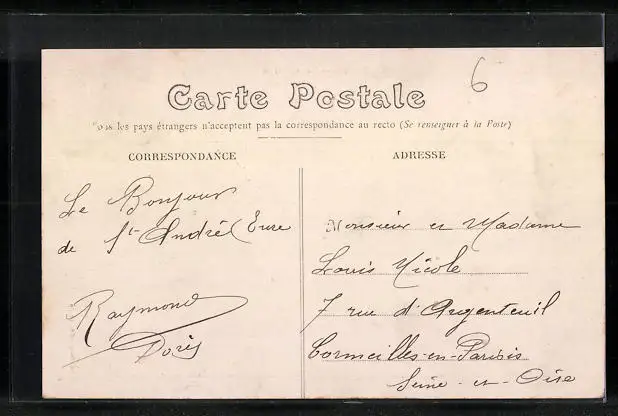 6
Carte Postale
Tous les pays étrangers n'acceptent pas la correspondance au recto (Se renseigner à la Poste)
CORRESPONDANCE
Le Bonjour
de St-André (Eure
Raymond
Dorès
ADRESSE
Monsieur et Madame
Louis Nicole
7 rue d'Argenteuil
Cormeilles-en-Parisis
Seine-et-Oise